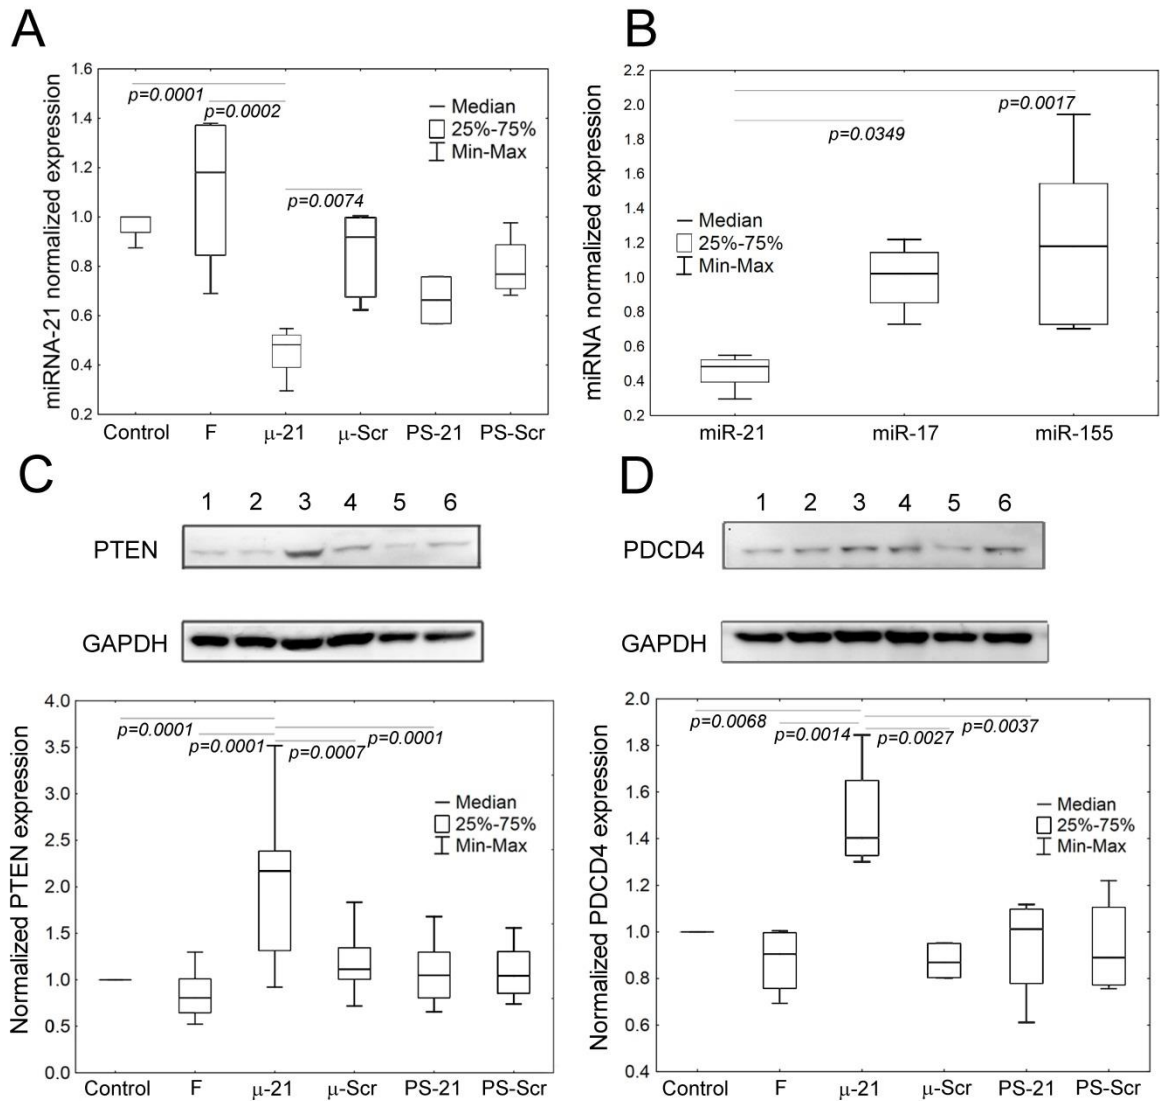 A
miRNA-21 normalized expression
1.6
1.4
1.2
1.0
0.8
0.6
0.4
0.2
p=0.0001
p=0.0002
p=0.0074
Median
25%-75%
Min-Max
Control F μ-21 μ-Scr PS-21 PS-Scr
B
miRNA normalized expression
2.2
2.0
1.8
1.6
1.4
1.2
1.0
0.8
0.6
0.4
0.2
p=0.0017
p=0.0349
Median
25%-75%
Min-Max
miR-21 miR-17 miR-155
C
1 2 3 4 5 6
PTEN
GAPDH
Normalized PTEN expression
4.0
3.5
3.0
2.5
2.0
1.5
1.0
0.5
0.0
p=0.0001
p=0.0001
p=0.0007
p=0.0001
Median
25%-75%
Min-Max
Control F μ-21 μ-Scr PS-21 PS-Scr
D
1 2 3 4 5 6
PDCD4
GAPDH
Normalized PDCD4 expression
2.0
1.8
1.6
1.4
1.2
1.0
0.8
0.6
0.4
p=0.0068
p=0.0014
p=0.0027
p=0.0037
Median
25%-75%
Min-Max
Control F μ-21 μ-Scr PS-21 PS-Scr